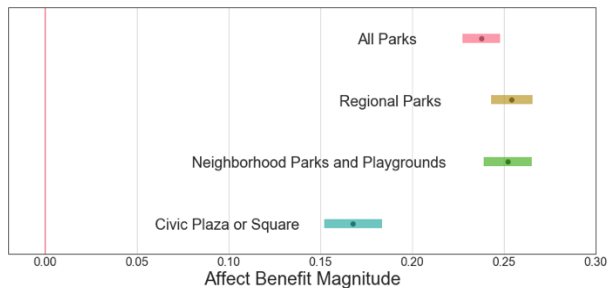 All Parks
Regional Parks
Neighborhood Parks and Playgrounds
Civic Plaza or Square
0.00 0.05 0.10 0.15 0.20 0.25 0.30
Affect Benefit Magnitude